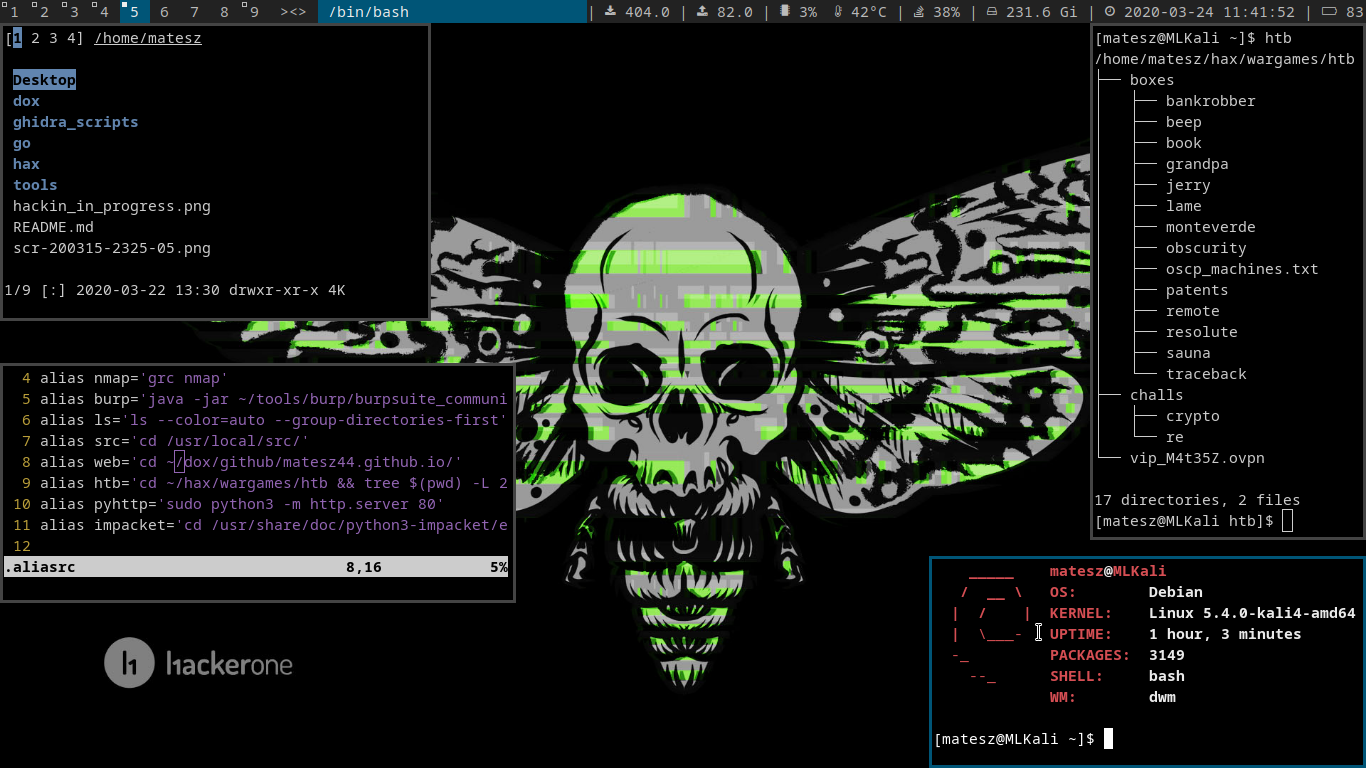 1 2 3 4 5 6 7 8 9 ><> /bin/bash | 404.0 | 82.0 | 3% 42°C | 38% | 231.6 Gi | 2020-03-24 11:41:52 | 83
[1 2 3 4] /home/matesz
Desktop
dox
ghidra_scripts
go
hax
tools
hackin_in_progress.png
README.md
scr-200315-2325-05.png
1/9 [:] 2020-03-22 13:30 drwxr-xr-x 4K
4 alias nmap='grc nmap'
5 alias burp='java -jar ~/tools/burp/burpsuite_communi
6 alias ls='ls --color=auto --group-directories-first'
7 alias src='cd /usr/local/src/'
8 alias web='cd ~/dox/github/matesz44.github.io/'
9 alias htb='cd ~/hax/wargames/htb && tree $(pwd) -L 2
10 alias pyhttp='sudo python3 -m http.server 80'
11 alias impacket='cd /usr/share/doc/python3-impacket/e
12
.aliasrc 8,16 5%
hackerone
[matesz@MLKali ~]$ htb
/home/matesz/hax/wargames/htb
├── boxes
│   ├── bankrobber
│   ├── beep
│   ├── book
│   ├── grandpa
│   ├── jerry
│   ├── lame
│   ├── monteverde
│   ├── obscurity
│   ├── oscp_machines.txt
│   ├── patents
│   ├── remote
│   ├── resolute
│   ├── sauna
│   └── traceback
├── challs
│   ├── crypto
│   └── re
└── vip_M4t35Z.ovpn
17 directories, 2 files
[matesz@MLKali htb]$
matesz@MLKali
OS: Debian
KERNEL: Linux 5.4.0-kali4-amd64
UPTIME: 1 hour, 3 minutes
PACKAGES: 3149
SHELL: bash
WM: dwm
[matesz@MLKali ~]$